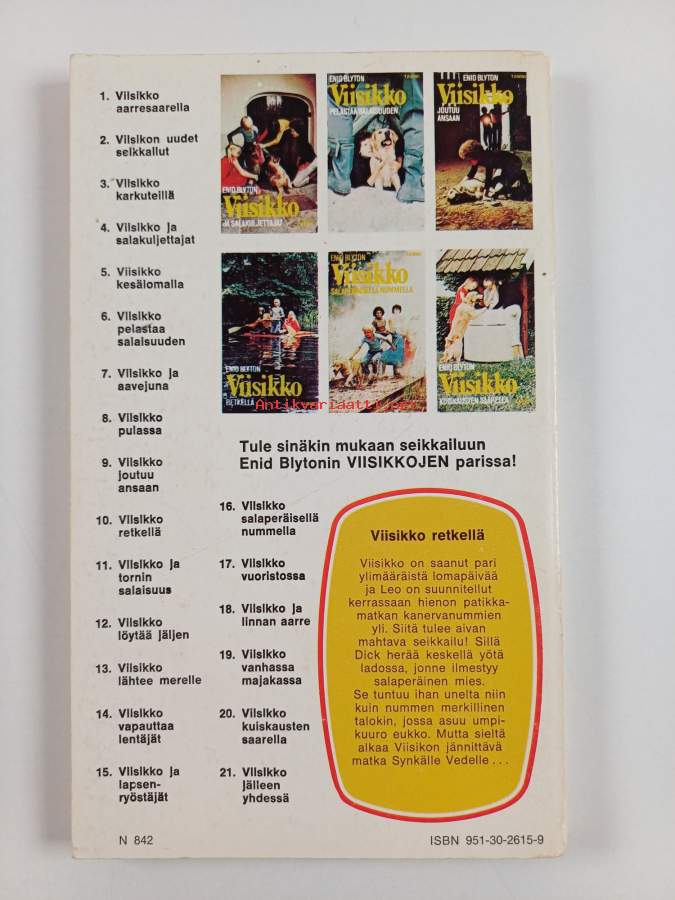 1. Viisikko
aarresaarella
2. Viisikon uudet
seikkailut
3. Viisikko
karkuteillä
4. Viisikko ja
salakuljettajat
5. Viisikko
kesälomalla
6. Viisikko
pelastaa
salaisuuden
7. Viisikko ja
aavejuna
8. Viisikko
pulassa
9. Viisikko
joutuu
ansaan
10. Viisikko
retkellä
11. Viisikko ja
tornin
salaisuus
12. Viisikko
löytää jäljen
13. Viisikko
lähtee merelle
14. Viisikko
vapauttaa
lentäjät
15. Viisikko ja
lapsen-
ryöstäjät
ENID BLYTON
Viisikko
JA SALAKULJETTAJAT
ENID BLYTON
Viisikko
PELASTAA SALAISUUDEN
ENID BLYTON
Viisikko
JOUTUU
ANSAAN
ENID BLYTON
Viisikko
RETKELLÄ
ENID BLYTON
Viisikko
SALAPERÄISELLÄ NUMMELLA
ENID BLYTON
Viisikko
KUISKAUSTEN SAARELLA
Antikvariaatti.net
Tule sinäkin mukaan seikkailuun
Enid Blytonin VIISIKKOJEN parissa!
16. Viisikko
salaperäisellä
nummella
17. Viisikko
vuoristossa
18. Viisikko ja
linnan aarre
19. Viisikko
vanhassa
majakassa
20. Viisikko
kuiskausten
saarella
21. Viisikko
jälleen
yhdessä
Viisikko retkellä
Viisikko on saanut pari
ylimääräistä lomapäivää
ja Leo on suunnitellut
kerrassaan hienon patikka-
matkan kanervanummien
yli. Siitä tulee aivan
mahtava seikkailu! Sillä
Dick herää keskellä yötä
ladossa, jonne ilmestyy
salaperäinen mies.
Se tuntuu ihan unelta niin
kuin nummen merkillinen
talokin, jossa asuu umpi-
kuuro eukko. Mutta sieltä
alkaa Viisikon jännittävä
matka Synkälle Vedelle...
N 842
ISBN 951-30-2615-9